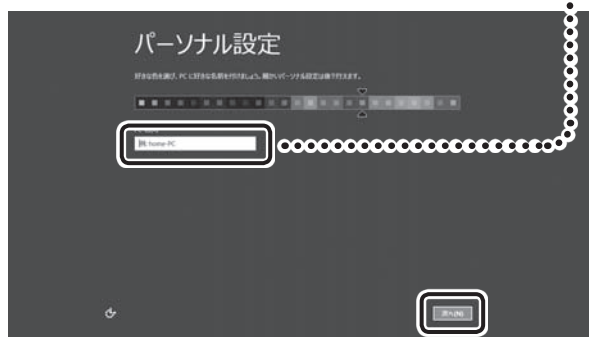 パーソナル設定
好きな色を選び、PC に好きな名前を付けましょう。細かいパーソナル設定は後で行えます。
例: home-PC
次へ(N)